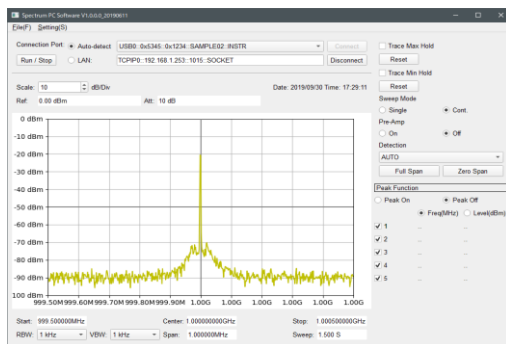 Spectrum PC Software V1.0.0.0_20190611
File(F) Setting(S)
Connection Port Auto-detect USB0::0x5345::0x1234::SAMPLE02::INSTR Connect
Run / Stop LAN: TCPIP0::192.168.1.253::1015::SOCKET Disconnect
Scale: 10 dB/Div Date: 2019/09/30 Time: 17:29:11
Ref: 0.00 dBm Att: 10 dB
Trace Max Hold
Reset
Trace Min Hold
Reset
Sweep Mode
Single Cont.
Pre-Amp
On Off
Detection
AUTO
Full Span Zero Span
Peak Function
Peak On Peak Off
Freq(MHz) Level(dBm)
1 .. ..
2 .. ..
3 .. ..
4 .. ..
5 .. ..
0 dBm
-10 dBm
-20 dBm
-30 dBm
-40 dBm
-50 dBm
-60 dBm
-70 dBm
-80 dBm
-90 dBm
100 dBm
999.50M 999.60M 999.70M 999.80M 999.90M 1.00G 1.00G 1.00G 1.00G 1.00G 1.00G
Start: 999.500000MHz Center: 1.000000000GHz Stop: 1.000500000GHz
RBW: 1 kHz VBW: 1 kHz Span: 1.000000MHz Sweep: 1.500 S